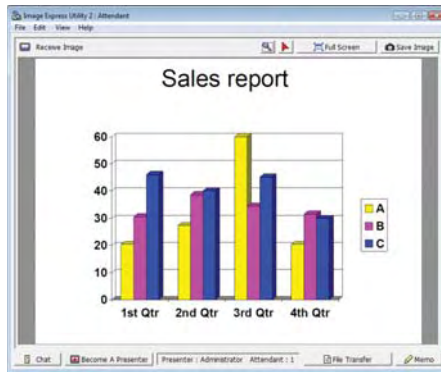 Image Express Utility 2 : Attendant
File Edit View Help
Receive Image Full Screen Save Image
Sales report
60
50
40
30
20
10
0
1st Qtr 2nd Qtr 3rd Qtr 4th Qtr
A
B
C
Chat Become A Presenter Presenter : Administrator Attendant : 1 File Transfer Memo